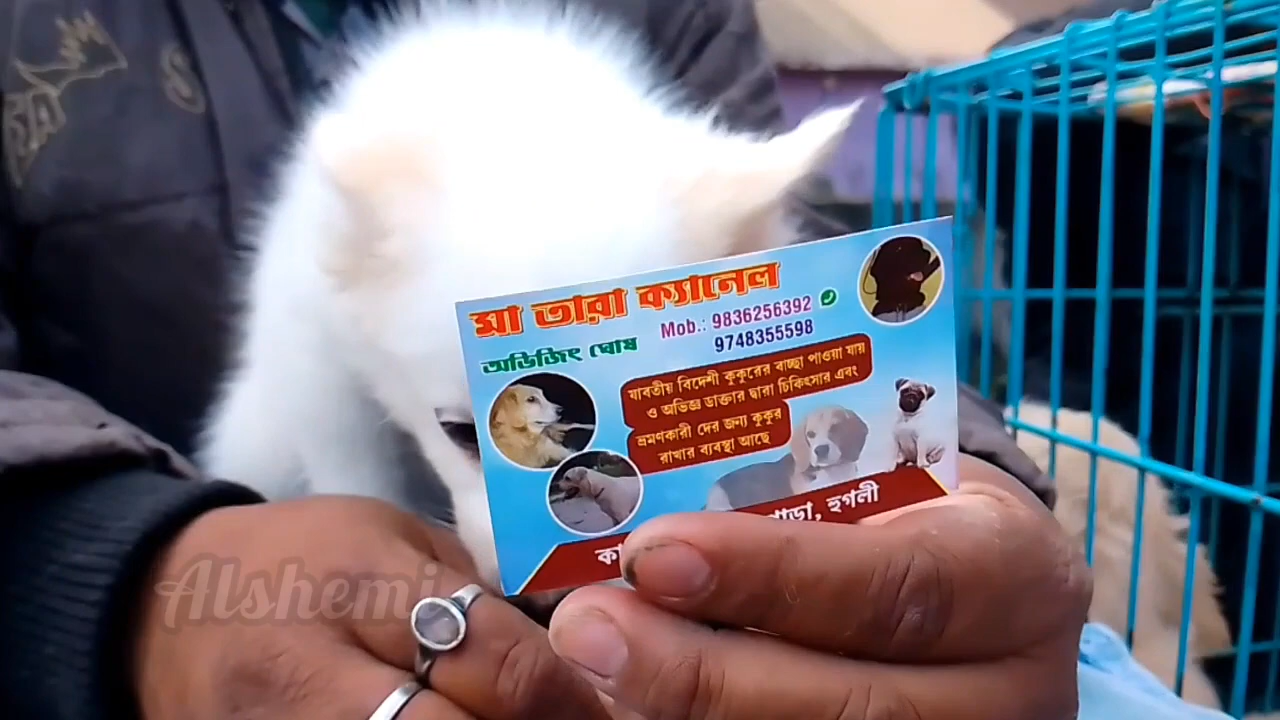 মা তারা ক্যানেল
অভিজিৎ ঘোষ
Mob.: 9836256392
9748355598
যাবতীয় বিদেশী কুকুরের বাচ্ছা পাওয়া যায়
ও অভিজ্ঞ ডাক্তার দ্বারা চিকিৎসার এবং
ভ্রমণকারী দের জন্য কুকুর
রাখার ব্যবস্থা আছে
হুগলী
Alshemi